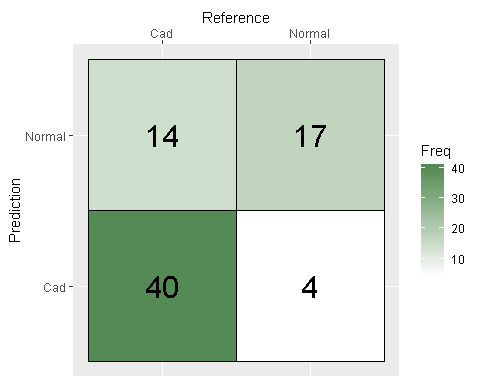 Reference
Cad Normal
Normal 14 17
Prediction
Cad 40 4
Freq
40
30
20
10